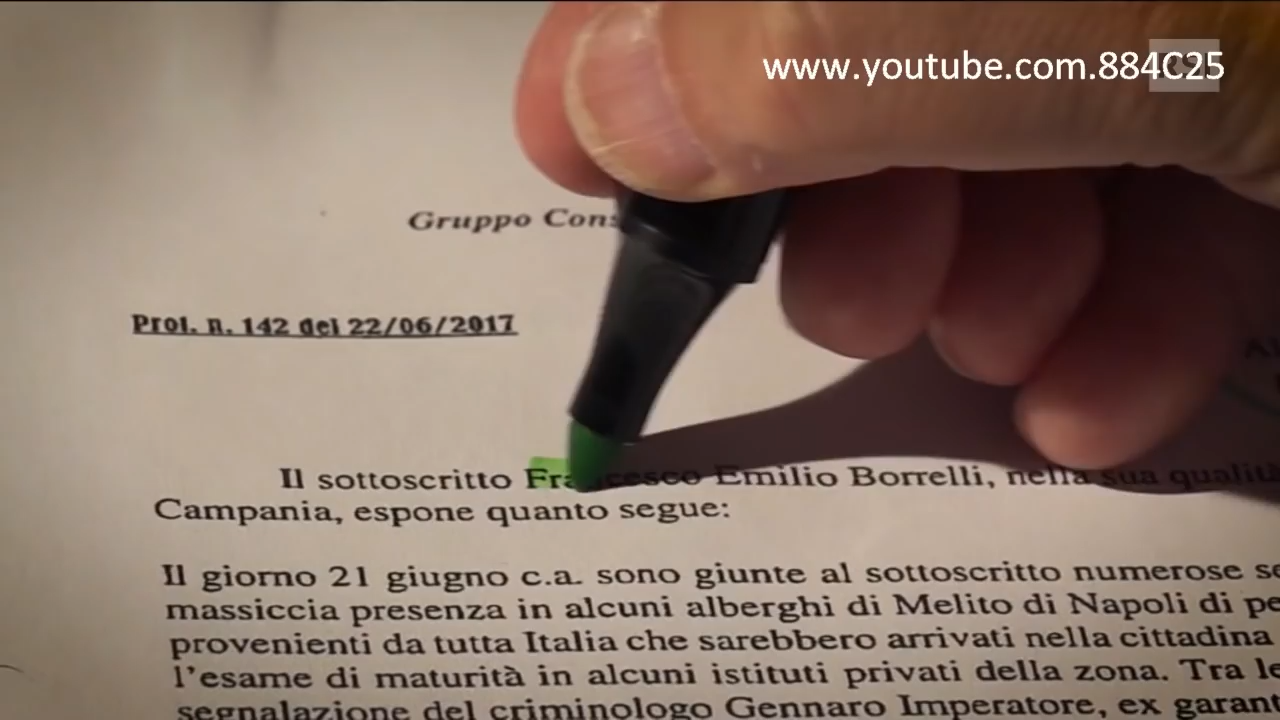 www.youtube.com.884C25
Gruppo Cons
Prot. n. 142 del 22/06/2017
Il sottoscritto Francesco Emilio Borrelli, nella sua qualità
Campania, espone quanto segue:
Il giorno 21 giugno c.a. sono giunte al sottoscritto numerose se
massiccia presenza in alcuni alberghi di Melito di Napoli di pe
provenienti da tutta Italia che sarebbero arrivati nella cittadina
l'esame di maturità in alcuni istituti privati della zona. Tra le
segnalazione del criminologo Gennaro Imperatore, ex garant